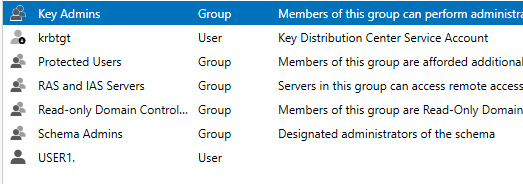 Key Admins Group Members of this group can perform administra
krbtgt User Key Distribution Center Service Account
Protected Users Group Members of this group are afforded additional
RAS and IAS Servers Group Servers in this group can access remote access
Read-only Domain Control... Group Members of this group are Read-Only Domain
Schema Admins Group Designated administrators of the schema
USER1. User